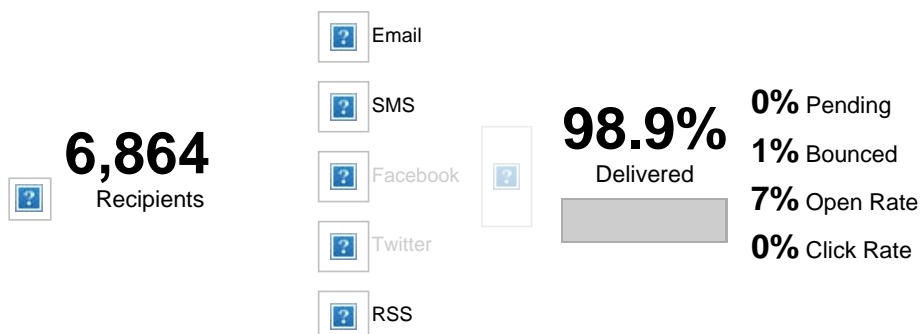 6,864
Recipients
Email
SMS
Facebook
Twitter
RSS
98.9%
Delivered
0% Pending
1% Bounced
7% Open Rate
0% Click Rate